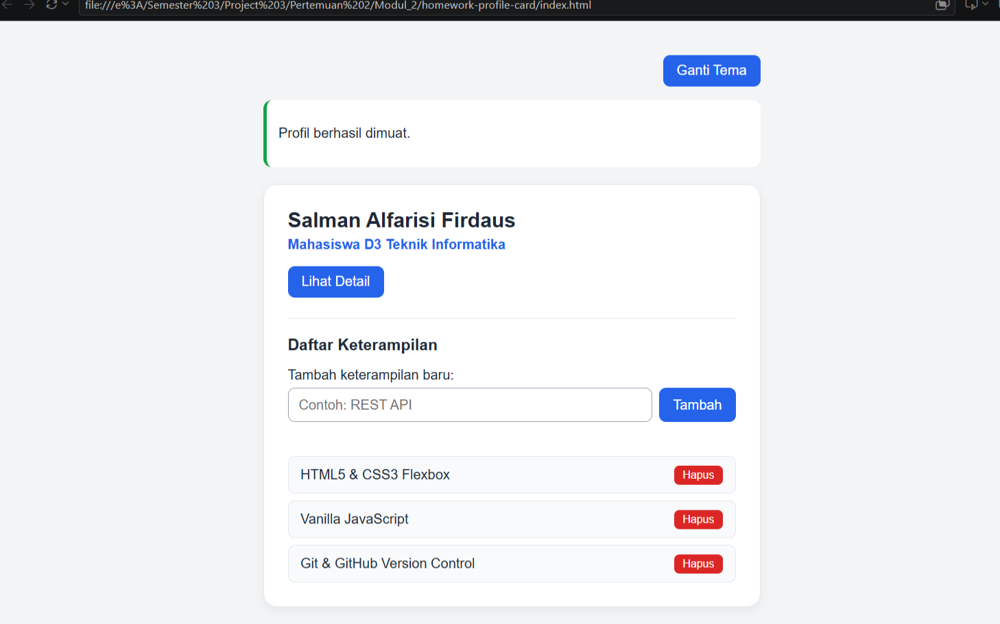 file:///e%3A/Semester%203/Project%203/Pertemuan%202/Modul_2/homework-profile-card/index.html
Ganti Tema
Profil berhasil dimuat.
Salman Alfarisi Firdaus
Mahasiswa D3 Teknik Informatika
Lihat Detail
Daftar Keterampilan
Tambah keterampilan baru:
Contoh: REST API Tambah
HTML5 & CSS3 Flexbox Hapus
Vanilla JavaScript Hapus
Git & GitHub Version Control Hapus